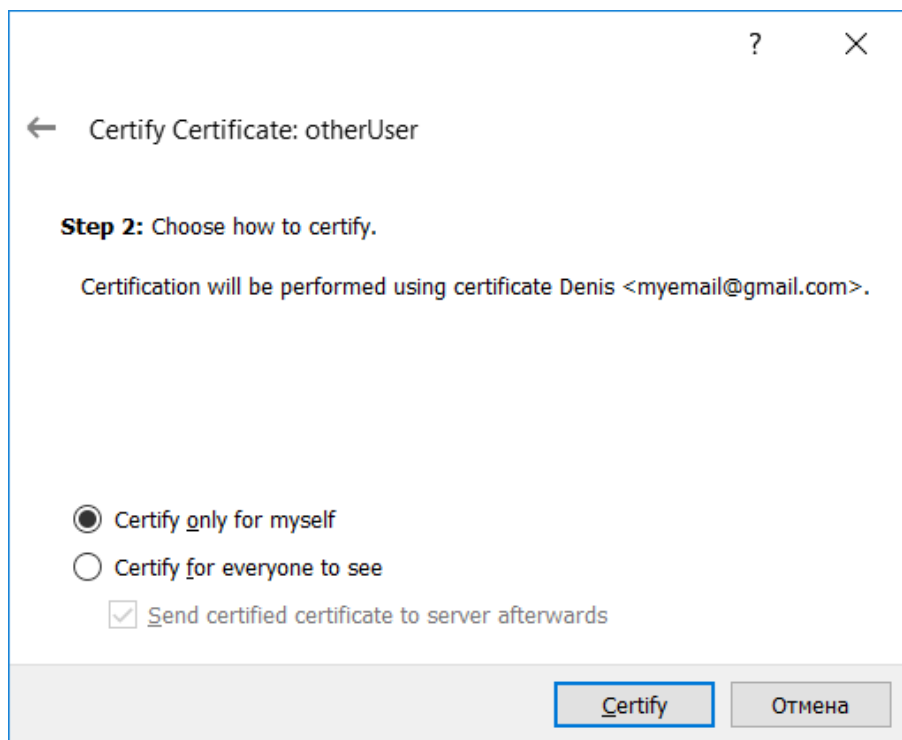 ?
Certify Certificate: otherUser
Step 2: Choose how to certify.
Certification will be performed using certificate Denis <myemail@gmail.com>.
Certify only for myself
Certify for everyone to see
Send certified certificate to server afterwards
Certify Отмена